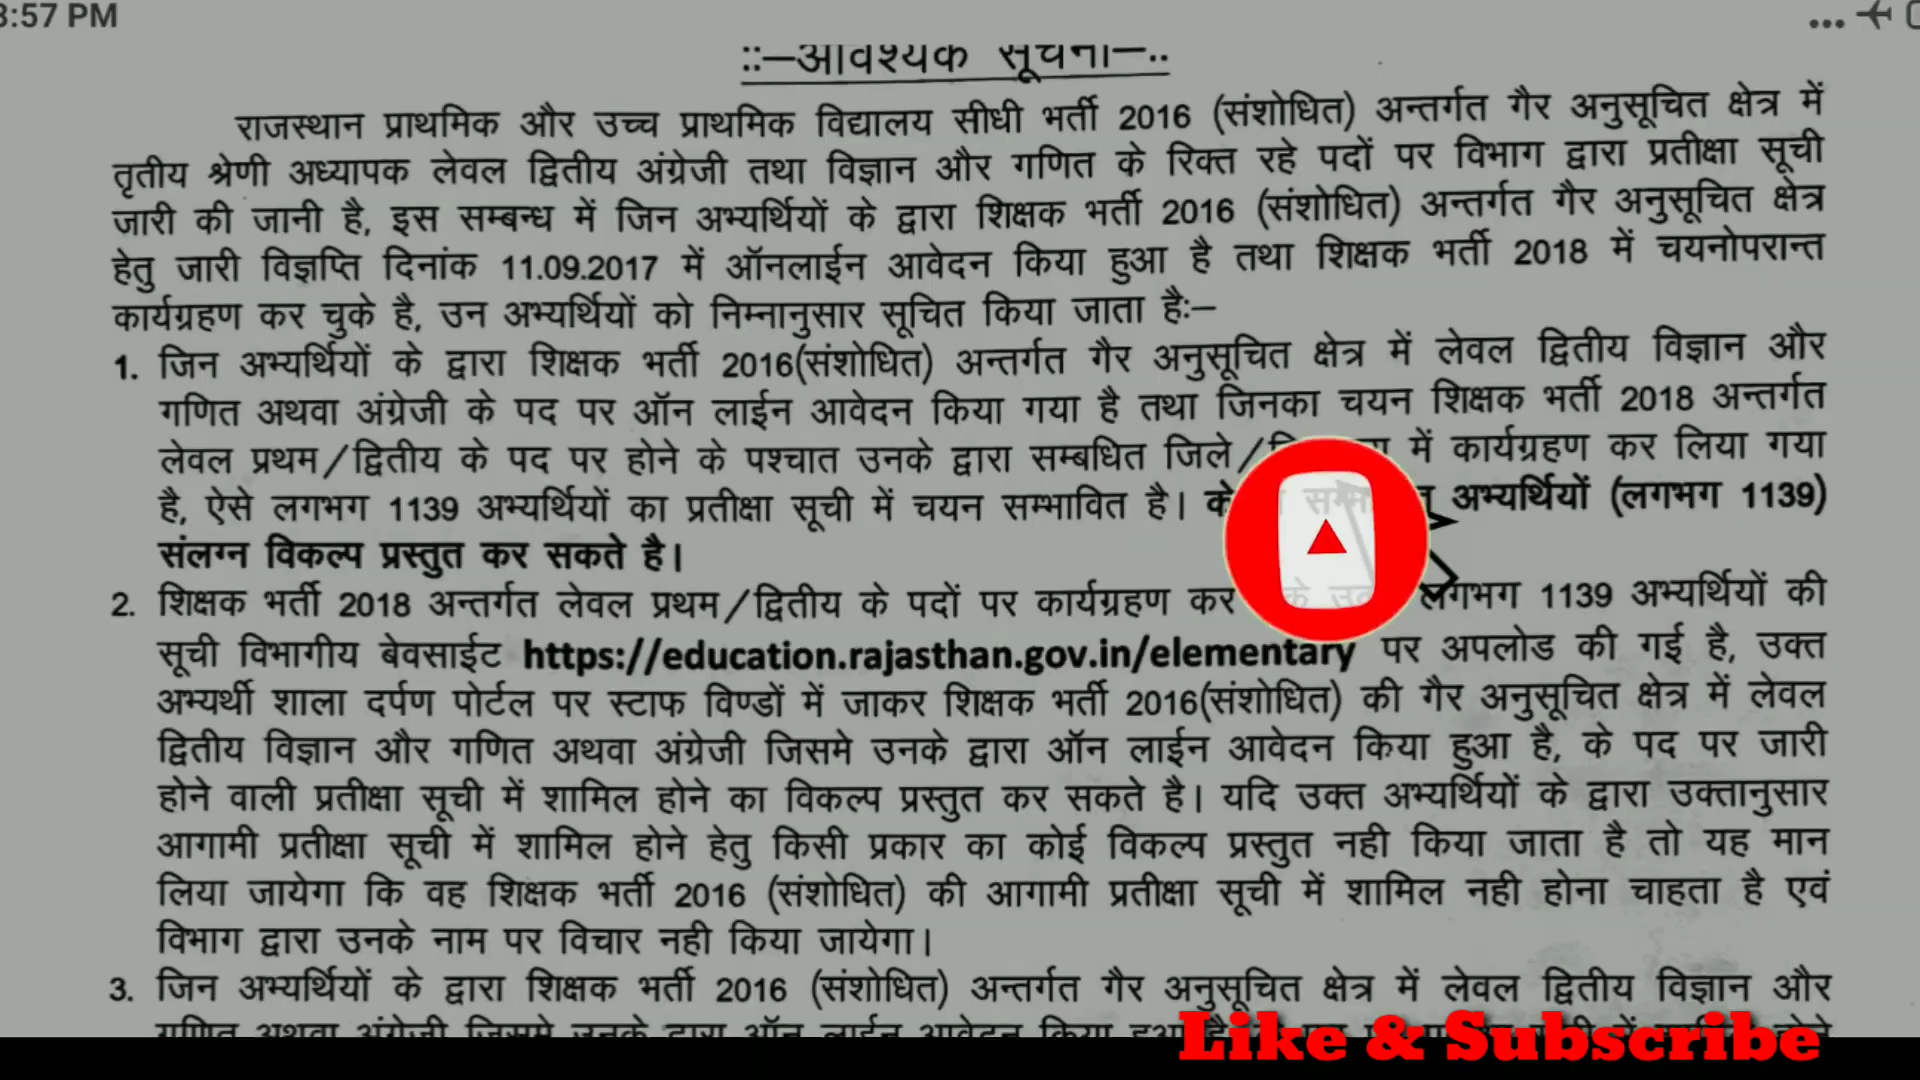 3:57 PM
::–आवश्यक सूचना–..
राजस्थान प्राथमिक और उच्च प्राथमिक विद्यालय सीधी भर्ती 2016 (संशोधित) अन्तर्गत गैर अनुसूचित क्षेत्र में
तृतीय श्रेणी अध्यापक लेवल द्वितीय अंग्रेजी तथा विज्ञान और गणित के रिक्त रहे पदों पर विभाग द्वारा प्रतीक्षा सूची
जारी की जानी है, इस सम्बन्ध में जिन अभ्यर्थियों के द्वारा शिक्षक भर्ती 2016 (संशोधित) अन्तर्गत गैर अनुसूचित क्षेत्र
हेतु जारी विज्ञप्ति दिनांक 11.09.2017 में ऑनलाईन आवेदन किया हुआ है तथा शिक्षक भर्ती 2018 में चयनोपरान्त
कार्यग्रहण कर चुके है, उन अभ्यर्थियों को निम्नानुसार सूचित किया जाता हैः–
1. जिन अभ्यर्थियों के द्वारा शिक्षक भर्ती 2016(संशोधित) अन्तर्गत गैर अनुसूचित क्षेत्र में लेवल द्वितीय विज्ञान और
गणित अथवा अंग्रेजी के पद पर ऑन लाईन आवेदन किया गया है तथा जिनका चयन शिक्षक भर्ती 2018 अन्तर्गत
लेवल प्रथम/द्वितीय के पद पर होने के पश्चात उनके द्वारा सम्बधित जिले/ में कार्यग्रहण कर लिया गया
है, ऐसे लगभग 1139 अभ्यर्थियों का प्रतीक्षा सूची में चयन सम्भावित है। अभ्यर्थियों (लगभग 1139)
संलग्न विकल्प प्रस्तुत कर सकते है।
2. शिक्षक भर्ती 2018 अन्तर्गत लेवल प्रथम/द्वितीय के पदों पर कार्यग्रहण कर लगभग 1139 अभ्यर्थियों की
सूची विभागीय बेवसाईट https://education.rajasthan.gov.in/elementary पर अपलोड की गई है, उक्त
अभ्यर्थी शाला दर्पण पोर्टल पर स्टाफ विण्डों में जाकर शिक्षक भर्ती 2016(संशोधित) की गैर अनुसूचित क्षेत्र में लेवल
द्वितीय विज्ञान और गणित अथवा अंग्रेजी जिसमे उनके द्वारा ऑन लाईन आवेदन किया हुआ है, के पद पर जारी
होने वाली प्रतीक्षा सूची में शामिल होने का विकल्प प्रस्तुत कर सकते है। यदि उक्त अभ्यर्थियों के द्वारा उक्तानुसार
आगामी प्रतीक्षा सूची में शामिल होने हेतु किसी प्रकार का कोई विकल्प प्रस्तुत नही किया जाता है तो यह मान
लिया जायेगा कि वह शिक्षक भर्ती 2016 (संशोधित) की आगामी प्रतीक्षा सूची में शामिल नही होना चाहता है एवं
विभाग द्वारा उनके नाम पर विचार नही किया जायेगा।
3. जिन अभ्यर्थियों के द्वारा शिक्षक भर्ती 2016 (संशोधित) अन्तर्गत गैर अनुसूचित क्षेत्र में लेवल द्वितीय विज्ञान और
गणित अथवा अंग्रेजी जिसमे उनके द्वारा ऑन लाईन आवेदन किया हुआ
Like & Subscribe